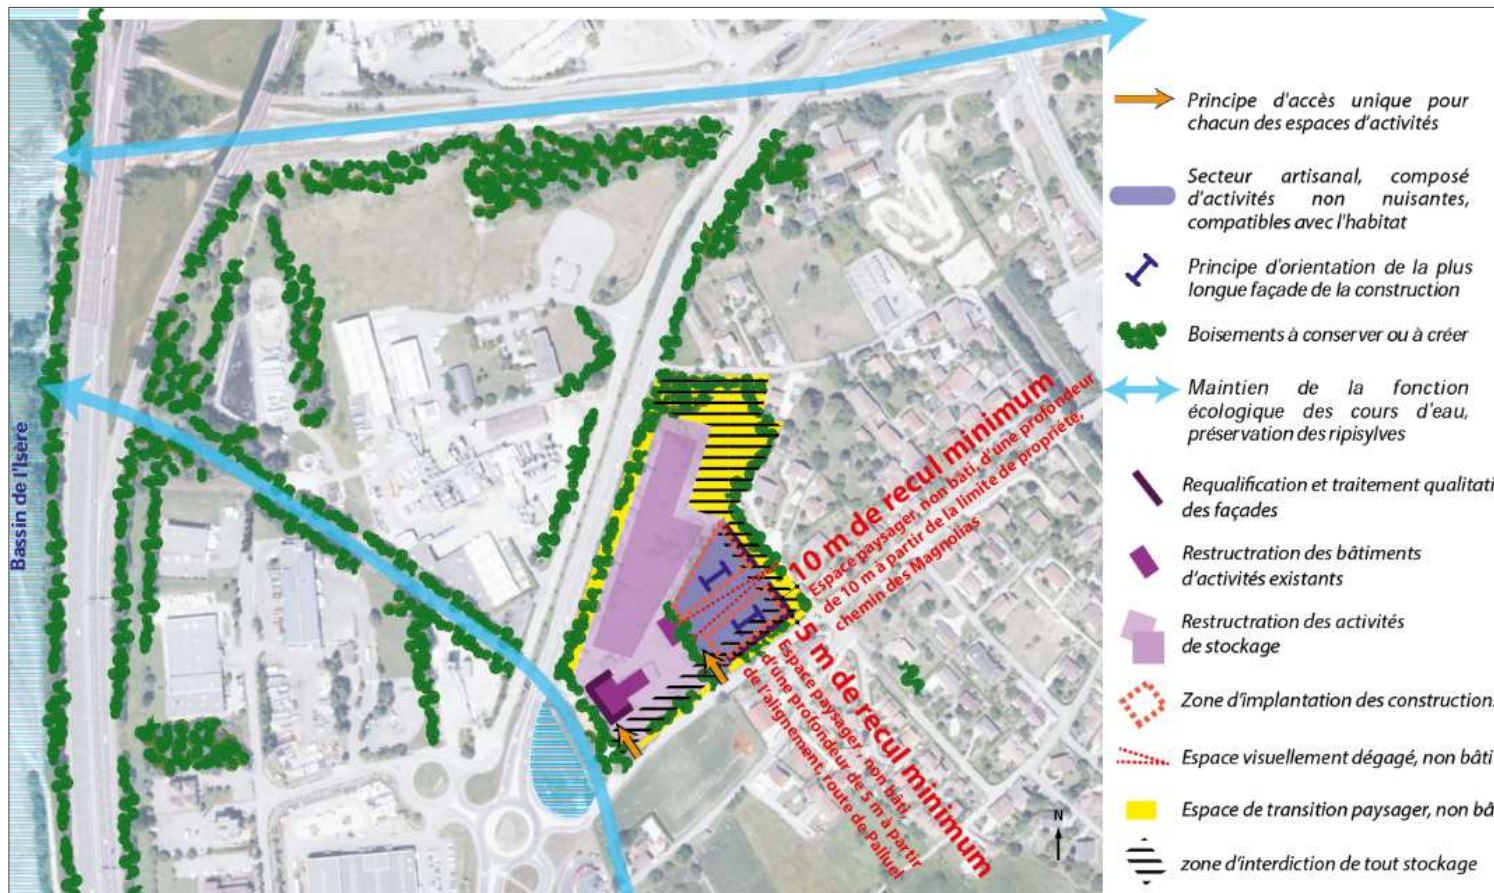 Bassin de l'Isère
10 m de recul minimum
Espace paysager, non bâti, d'une profondeur
de 10 m à partir de la limite de propriété,
chemin des Magnolias
5 m de recul minimum
Espace paysager, non bâti,
d'une profondeur de 5 m à partir
de l'alignement, route de Palluel
N
Principe d'accès unique pour
chacun des espaces d'activités
Secteur artisanal, composé
d'activités non nuisantes,
compatibles avec l'habitat
Principe d'orientation de la plus
longue façade de la construction
Boisements à conserver ou à créer
Maintien de la fonction
écologique des cours d'eau,
préservation des ripisylves
Requalification et traitement qualitati
des façades
Restructration des bâtiments
d'activités existants
Restructration des activités
de stockage
Zone d'implantation des constructions
Espace visuellement dégagé, non bâti
Espace de transition paysager, non bâ
zone d'interdiction de tout stockage